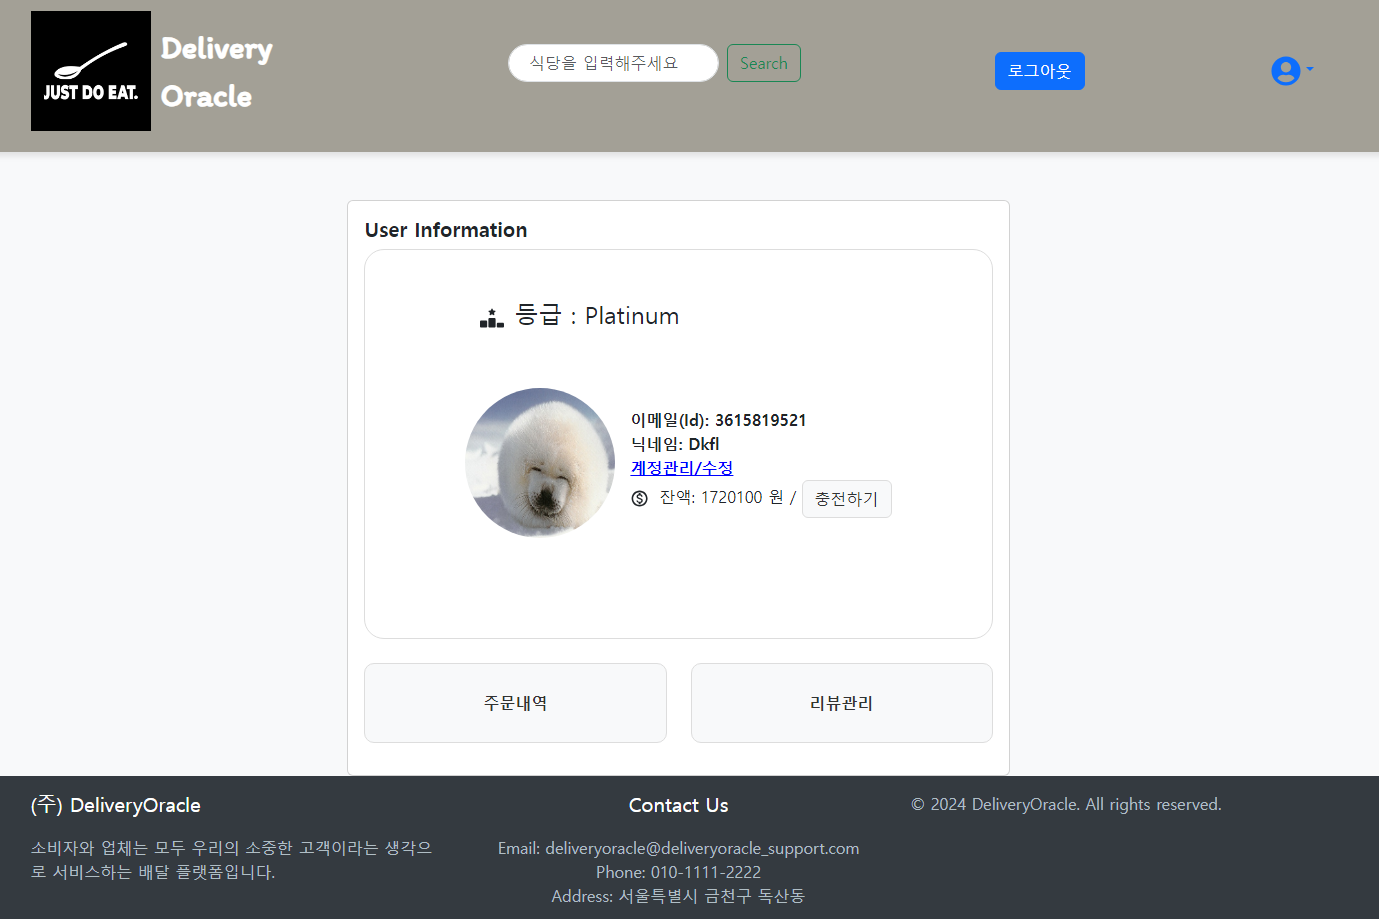 JUST DO EAT.
Delivery
Oracle
식당을 입력해주세요
Search
로그아웃
User Information
등급 : Platinum
이메일(Id): 3615819521
닉네임: Dkfl
계정관리/수정
잔액: 1720100 원 / 충전하기
주문내역
리뷰관리
(주) DeliveryOracle
소비자와 업체는 모두 우리의 소중한 고객이라는 생각으
로 서비스하는 배달 플랫폼입니다.
Contact Us
Email: deliveryoracle@deliveryoracle_support.com
Phone: 010-1111-2222
Address: 서울특별시 금천구 독산동
© 2024 DeliveryOracle. All rights reserved.